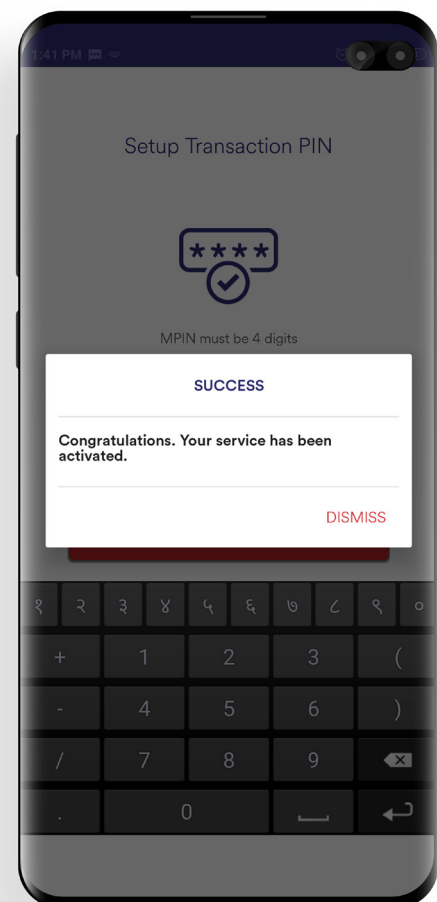 1:41 PM
Setup Transaction PIN
****
MPIN must be 4 digits
SUCCESS
Congratulations. Your service has been
activated.
DISMISS
१ २ ३ ४ ५ ६ ७ ८ ९ ०
+ 1 2 3 (
- 4 5 6 )
/ 7 8 9
. 0